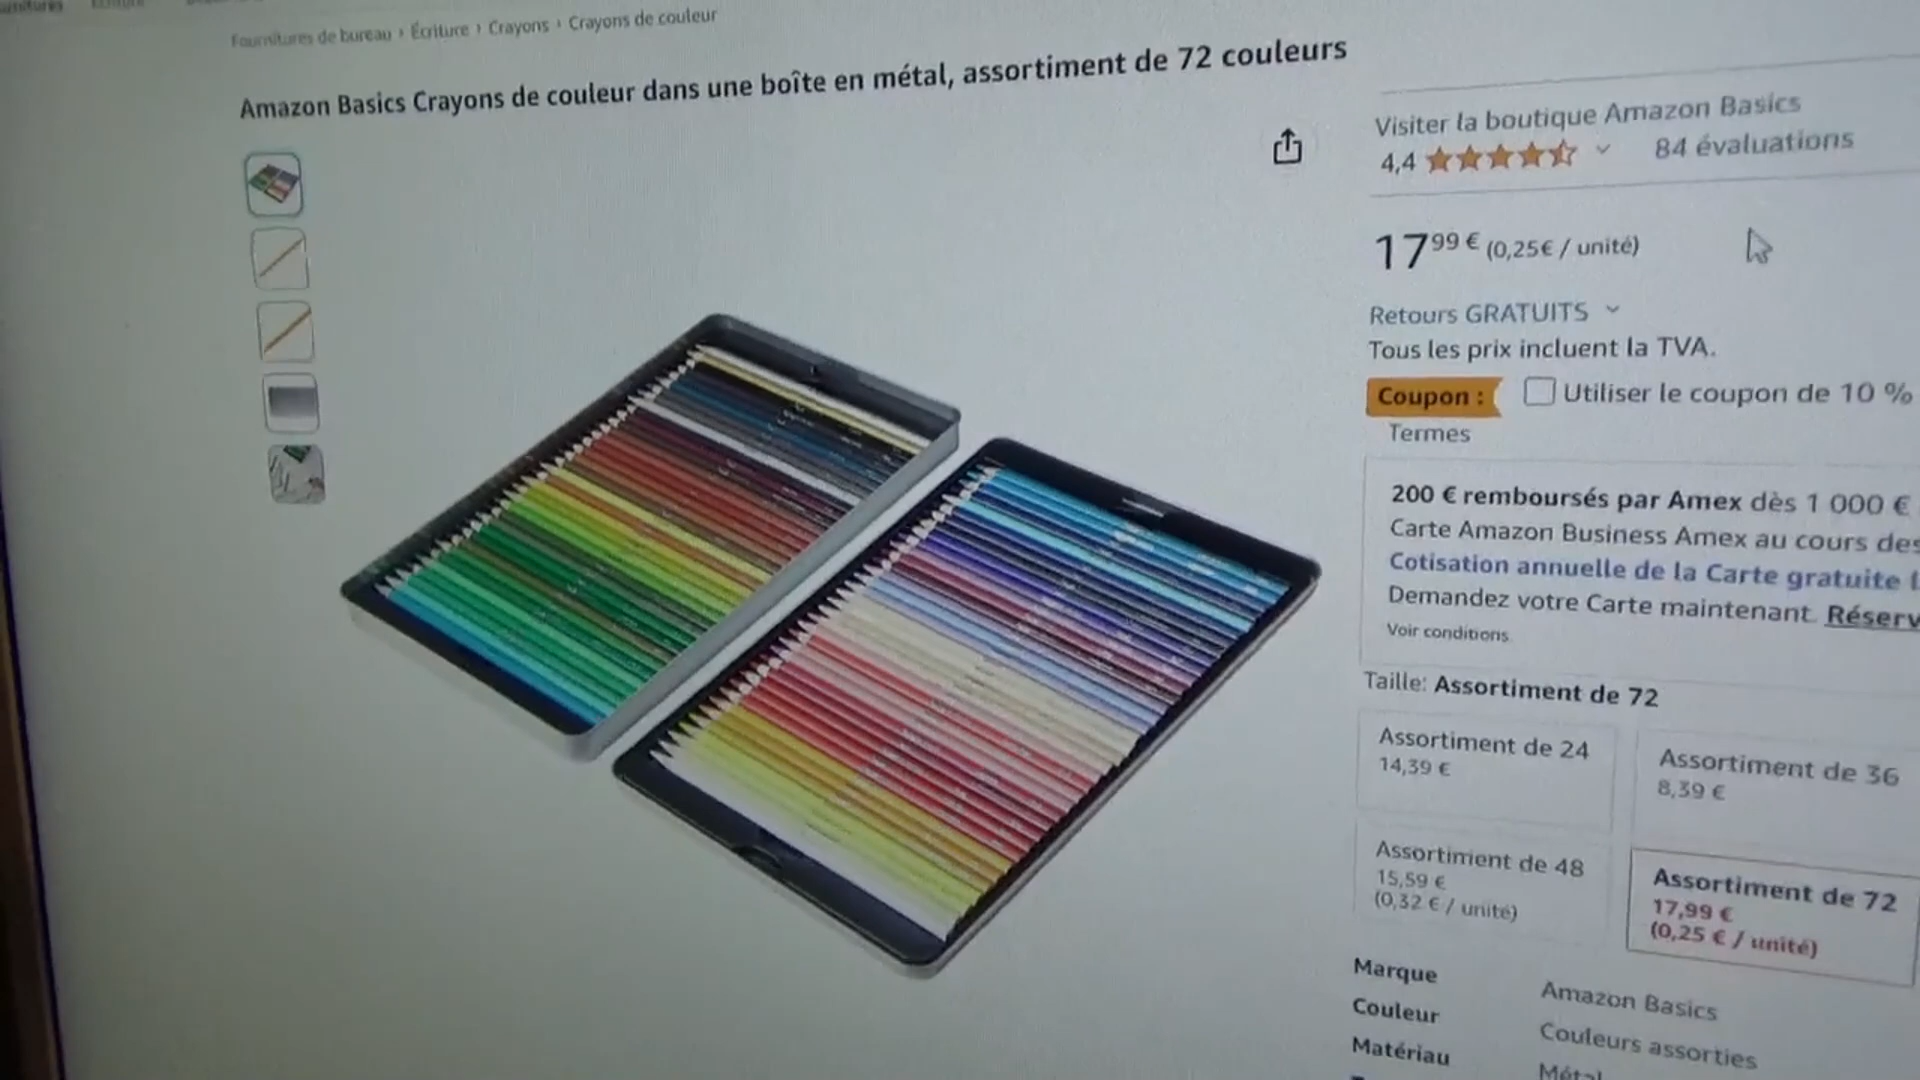 Fournitures de bureau › Écriture › Crayons › Crayons de couleur
Amazon Basics Crayons de couleur dans une boîte en métal, assortiment de 72 couleurs
Visiter la boutique Amazon Basics
4,4
84 évaluations
17 99 € (0,25€ / unité)
Retours GRATUITS
Tous les prix incluent la TVA.
Coupon :
Utiliser le coupon de 10 %
Termes
200 € remboursés par Amex dès 1 000 €
Carte Amazon Business Amex au cours des
Cotisation annuelle de la Carte gratuite
Demandez votre Carte maintenant. Réserv
Voir conditions
Taille: Assortiment de 72
Assortiment de 24
14,39 €
Assortiment de 36
8,39 €
Assortiment de 48
15,59 €
(0,32 € / unité)
Assortiment de 72
17,99 €
(0,25 € / unité)
Marque
Amazon Basics
Couleur
Couleurs assorties
Matériau
Métal